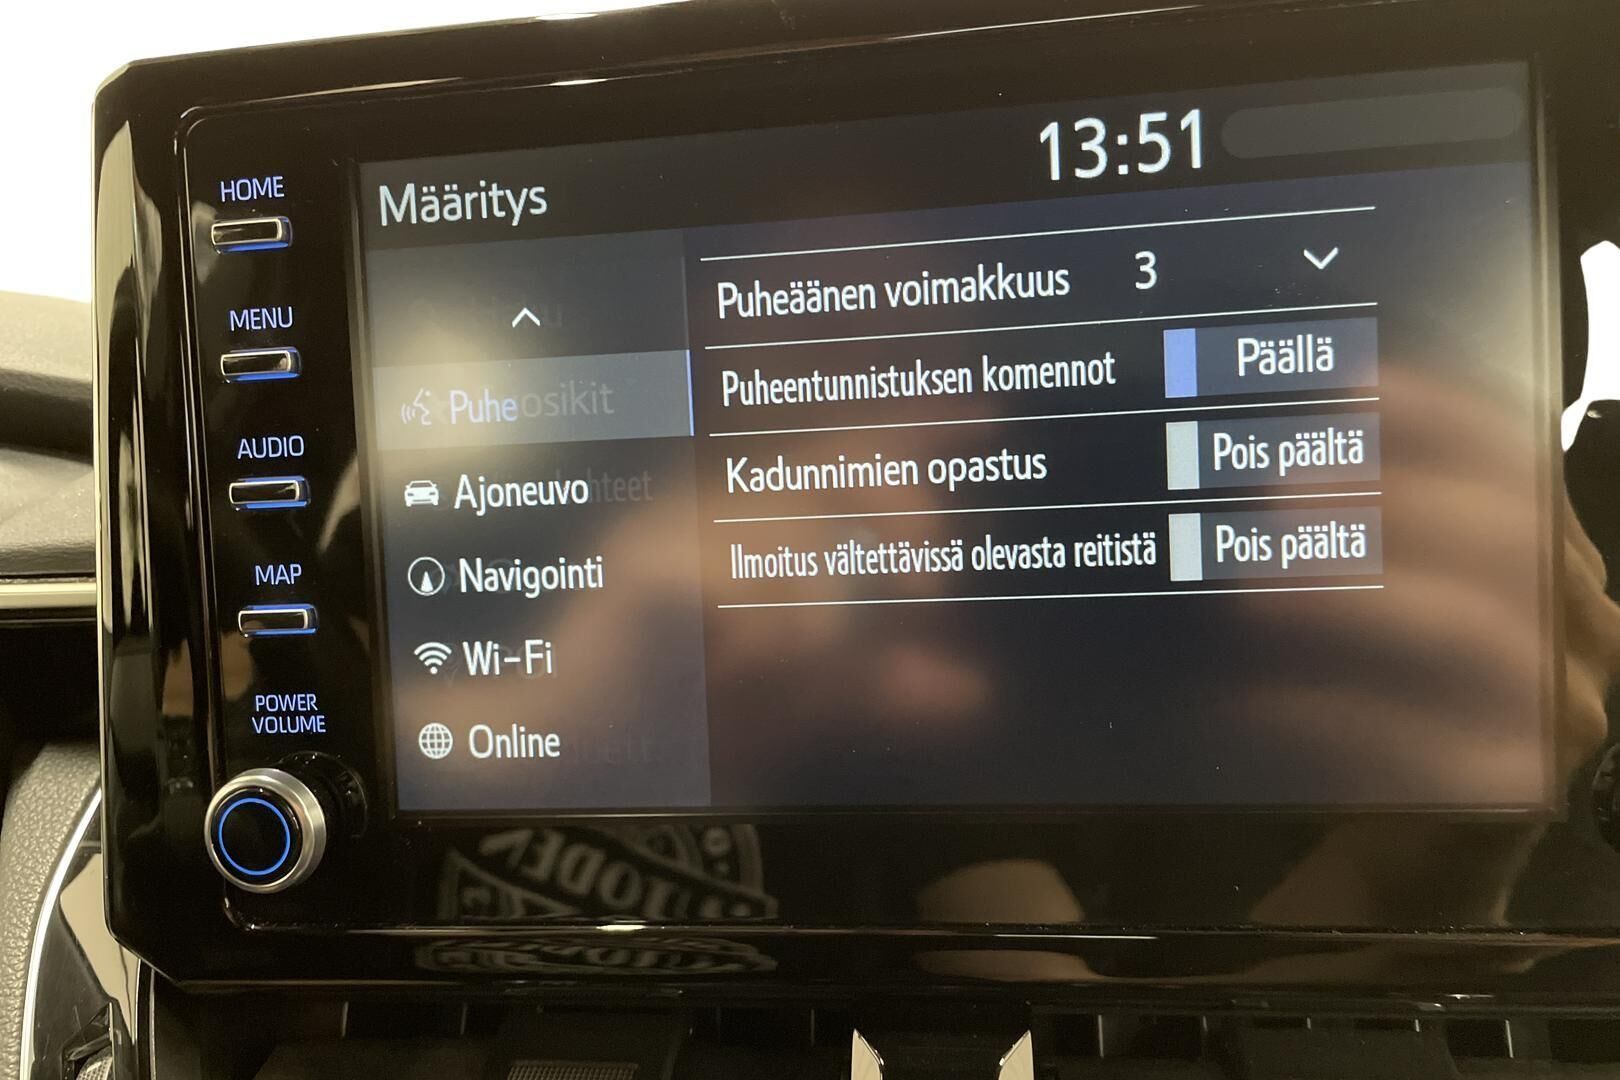 HOME
MENU
AUDIO
MAP
POWER
VOLUME
Määritys
13:51
Puhe
Ajoneuvo
Navigointi
Wi-Fi
Online
Puheäänen voimakkuus 3
Puheentunnistuksen komennot Päällä
Kadunnimien opastus Pois päältä
Ilmoitus vältettävissä olevasta reitistä Pois päältä